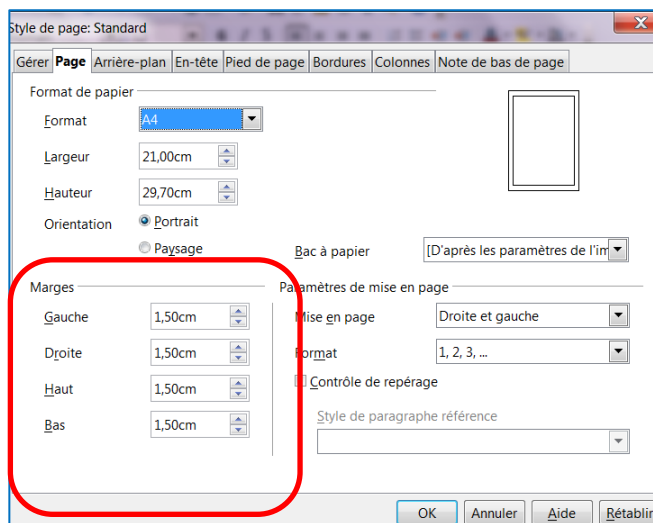 Style de page: Standard
Gérer Page Arrière-plan En-tête Pied de page Bordures Colonnes Note de bas de page
Format de papier
Format A4
Largeur 21,00cm
Hauteur 29,70cm
Orientation Portrait
Paysage Bac à papier [D'après les paramètres de l'im
Marges Paramètres de mise en page
Gauche 1,50cm Mise en page Droite et gauche
Droite 1,50cm Format 1, 2, 3, ...
Haut 1,50cm Contrôle de repérage
Bas 1,50cm Style de paragraphe référence
OK Annuler Aide Rétablir